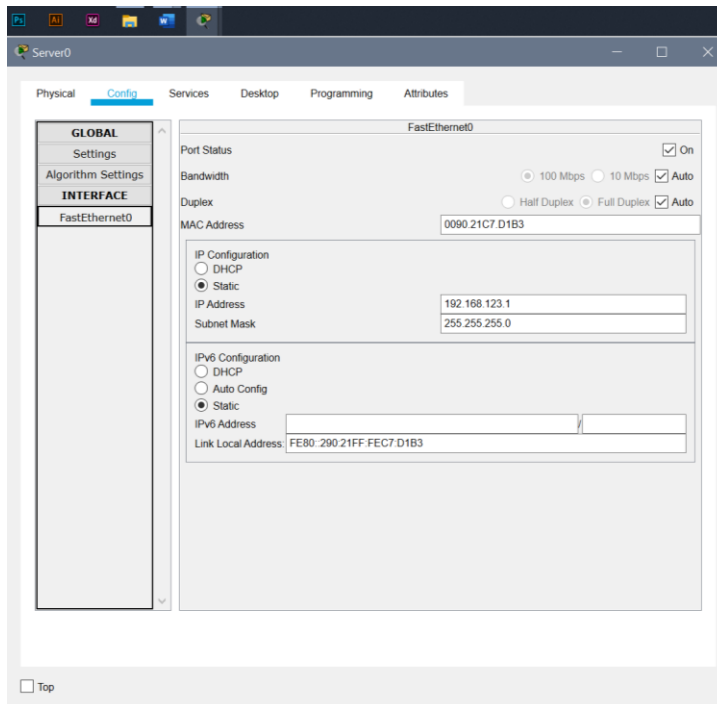 Ps Ai Xd W
Server0
Physical Config Services Desktop Programming Attributes
GLOBAL
Settings
Algorithm Settings
INTERFACE
FastEthernet0
FastEthernet0
Port Status On
Bandwidth 100 Mbps 10 Mbps Auto
Duplex Half Duplex Full Duplex Auto
MAC Address 0090.21C7.D1B3
IP Configuration
DHCP
Static
IP Address 192.168.123.1
Subnet Mask 255.255.255.0
IPv6 Configuration
DHCP
Auto Config
Static
IPv6 Address /
Link Local Address: FE80::290:21FF:FEC7:D1B3
Top